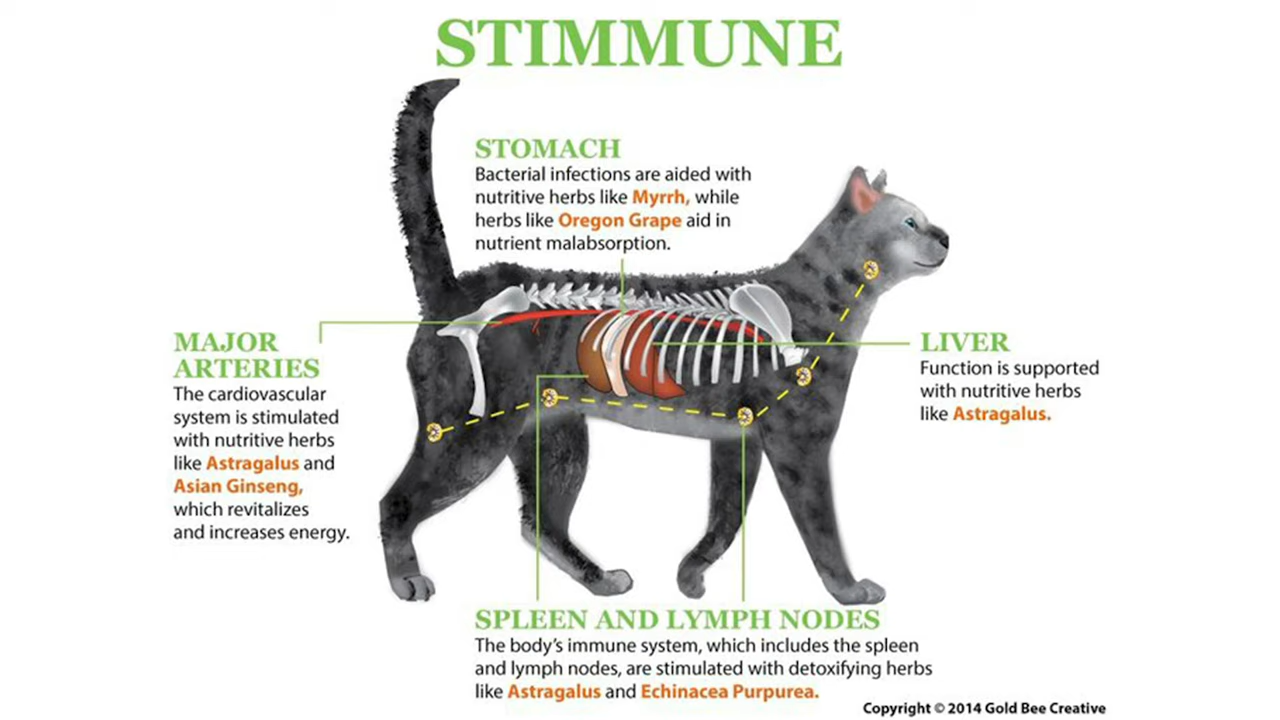 STIMMUNE
STOMACH
Bacterial infections are aided with
nutritive herbs like Myrrh, while
herbs like Oregon Grape aid in
nutrient malabsorption.
MAJOR
ARTERIES
The cardiovascular
system is stimulated
with nutritive herbs
like Astragalus and
Asian Ginseng,
which revitalizes
and increases energy.
LIVER
Function is supported
with nutritive herbs
like Astragalus.
SPLEEN AND LYMPH NODES
The body’s immune system, which includes the spleen
and lymph nodes, are stimulated with detoxifying herbs
like Astragalus and Echinacea Purpurea.
Copyright © 2014 Gold Bee Creative